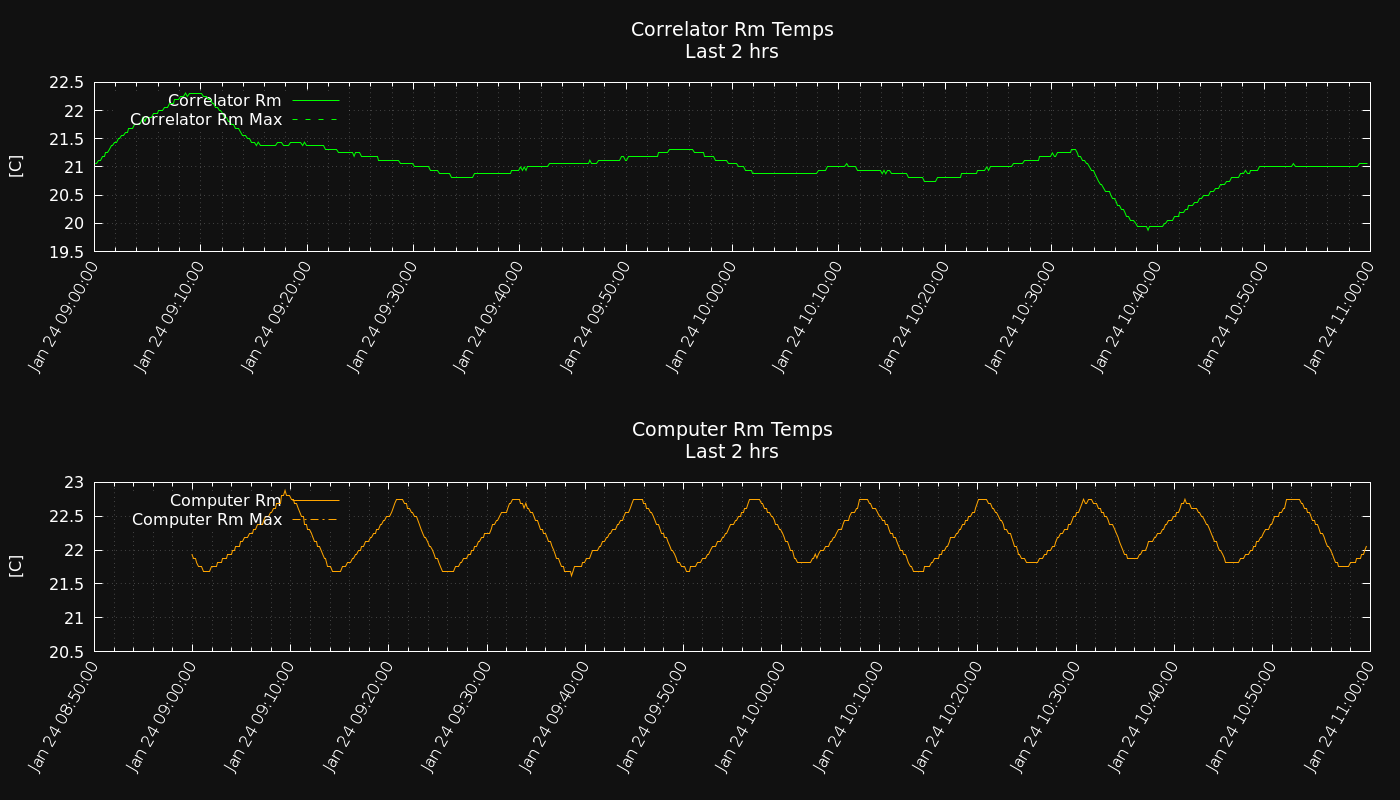 Correlator Rm Temps
Last 2 hrs
22.5
22
21.5
21
20.5
20
19.5
[C]
Correlator Rm
Correlator Rm Max
Jan 24 09:00:00
Jan 24 09:10:00
Jan 24 09:20:00
Jan 24 09:30:00
Jan 24 09:40:00
Jan 24 09:50:00
Jan 24 10:00:00
Jan 24 10:10:00
Jan 24 10:20:00
Jan 24 10:30:00
Jan 24 10:40:00
Jan 24 10:50:00
Jan 24 11:00:00
Computer Rm Temps
Last 2 hrs
23
22.5
22
21.5
21
20.5
[C]
Computer Rm
Computer Rm Max
Jan 24 08:50:00
Jan 24 09:00:00
Jan 24 09:10:00
Jan 24 09:20:00
Jan 24 09:30:00
Jan 24 09:40:00
Jan 24 09:50:00
Jan 24 10:00:00
Jan 24 10:10:00
Jan 24 10:20:00
Jan 24 10:30:00
Jan 24 10:40:00
Jan 24 10:50:00
Jan 24 11:00:00